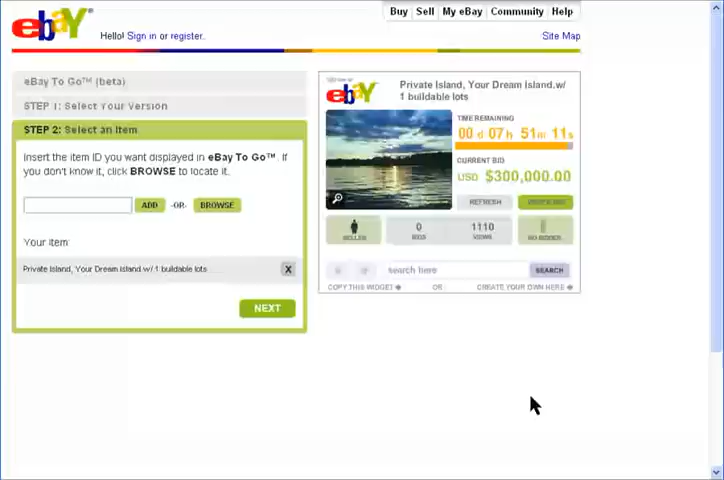 ebaY
Buy Sell My eBay Community Help
Hello! Sign in or register.
Site Map
eBay To Go™ (beta)
STEP 1: Select Your Version
STEP 2: Select an Item
Insert the item ID you want displayed in eBay To Go™. If
you don't know it, click BROWSE to locate it.
ADD -OR- BROWSE
Your item
Private Island, Your Dream Island w/ 1 buildable lots
X
NEXT
ebaY
Private Island, Your Dream Island.w/
1 buildable lots
TIME REMAINING
00 d 07 h 51m 11s
CURRENT BID
USD $300,000.00
REFRESH
SELLER
0
BIDS
1110
VIEWS
NO BIDDER
search here
SEARCH
COPY THIS WIDGET
OR
CREATE YOUR OWN HERE